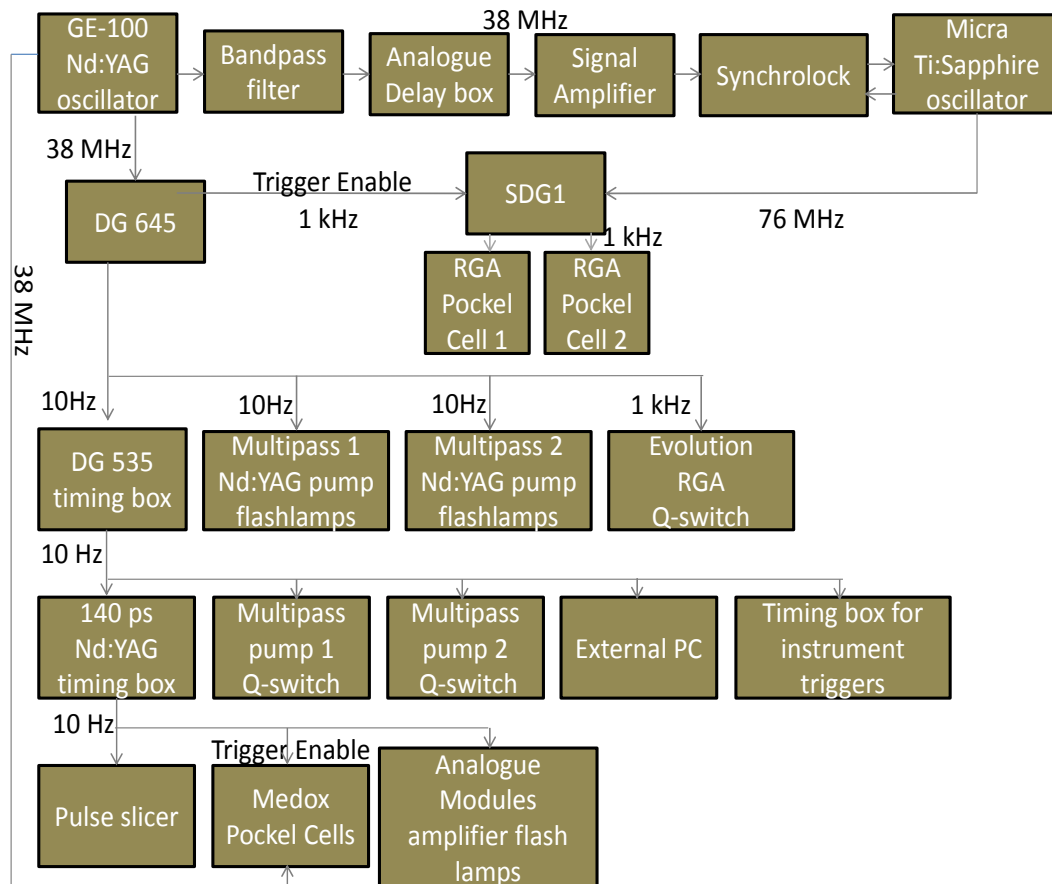 38 MHz
GE-100
Nd:YAG
oscillator
Bandpass
filter
Analogue
Delay box
Signal
Amplifier
Synchrolock
Micra
Ti:Sapphire
oscillator
38 MHz
DG 645
Trigger Enable
1 kHz
SDG1
76 MHz
1 kHz
RGA
Pockel
Cell 1
RGA
Pockel
Cell 2
38 MHz
10Hz
10Hz
10Hz
1 kHz
DG 535
timing box
Multipass 1
Nd:YAG pump
flashlamps
Multipass 2
Nd:YAG pump
flashlamps
Evolution
RGA
Q-switch
10 Hz
140 ps
Nd:YAG
timing box
Multipass
pump 1
Q-switch
Multipass
pump 2
Q-switch
External PC
Timing box for
instrument
triggers
10 Hz
Trigger Enable
Pulse slicer
Medox
Pockel Cells
Analogue
Modules
amplifier flash
lamps